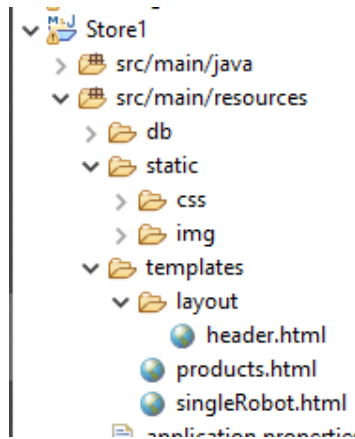 Store1
src/main/java
src/main/resources
db
static
css
img
templates
layout
header.html
products.html
singleRobot.html